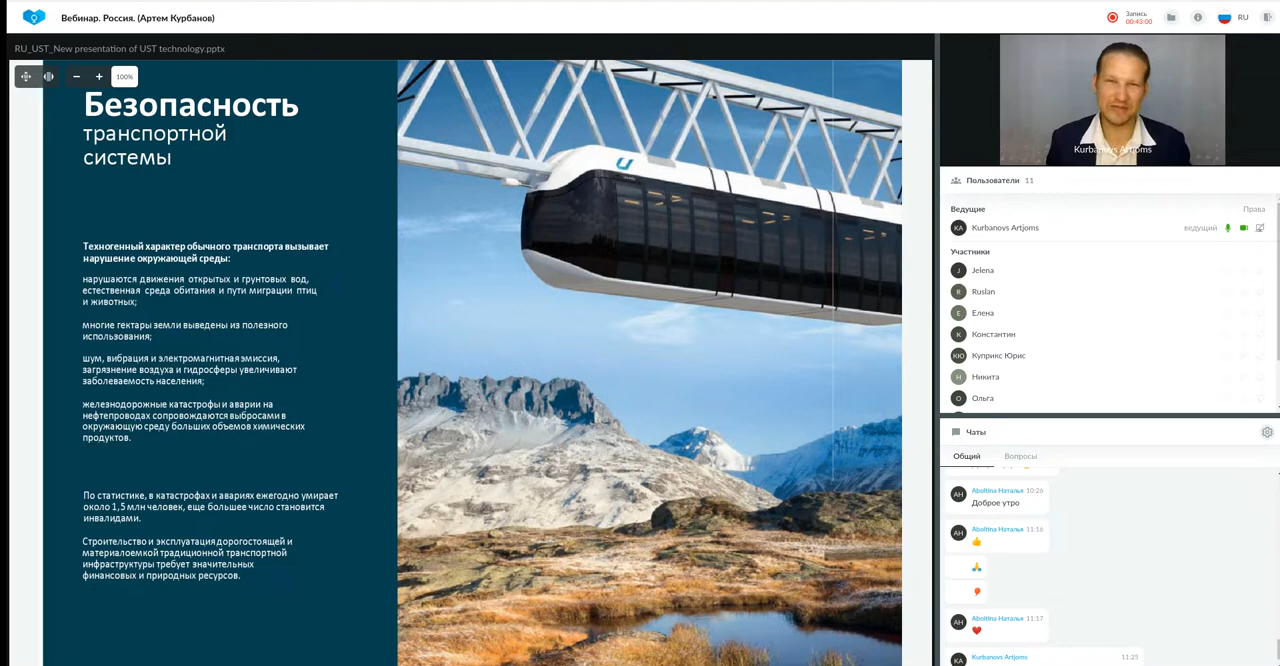 Вебинар. Россия. (Артем Курбанов)
Запись
00:43:00
RU
RU_UST_New presentation of UST technology.pptx
100%
Безопасность
транспортной
системы
Техногенный характер обычного транспорта вызывает
нарушение окружающей среды:
нарушаются движения открытых и грунтовых вод,
естественная среда обитания и пути миграции птиц
и животных;
многие гектары земли выведены из полезного
использования;
шум, вибрация и электромагнитная эмиссия,
загрязнение воздуха и гидросферы увеличивают
заболеваемость населения;
железнодорожные катастрофы и аварии на
нефтепроводах сопровождаются выбросами в
окружающую среду больших объемов химических
продуктов.
По статистике, в катастрофах и авариях ежегодно умирает
около 1,5 млн человек, еще большее число становится
инвалидами.
Строительство и эксплуатация дорогостоящей и
материалоемкой традиционной транспортной
инфраструктуры требует значительных
финансовых и природных ресурсов.
Kurbanovs Artjoms
Пользователи 11
Ведущие Права
KA Kurbanovs Artjoms ведущий
Участники
J Jelena
R Ruslan
Е Елена
К Константин
КЮ Куприкс Юрис
Н Никита
О Ольга
Чаты
Общий Вопросы
АН Aboltina Наталья 10:26
Доброе утро
АН Aboltina Наталья 11:16
👍
🙏
🎈
АН Aboltina Наталья 11:17
❤️
KA Kurbanovs Artjoms 11:25